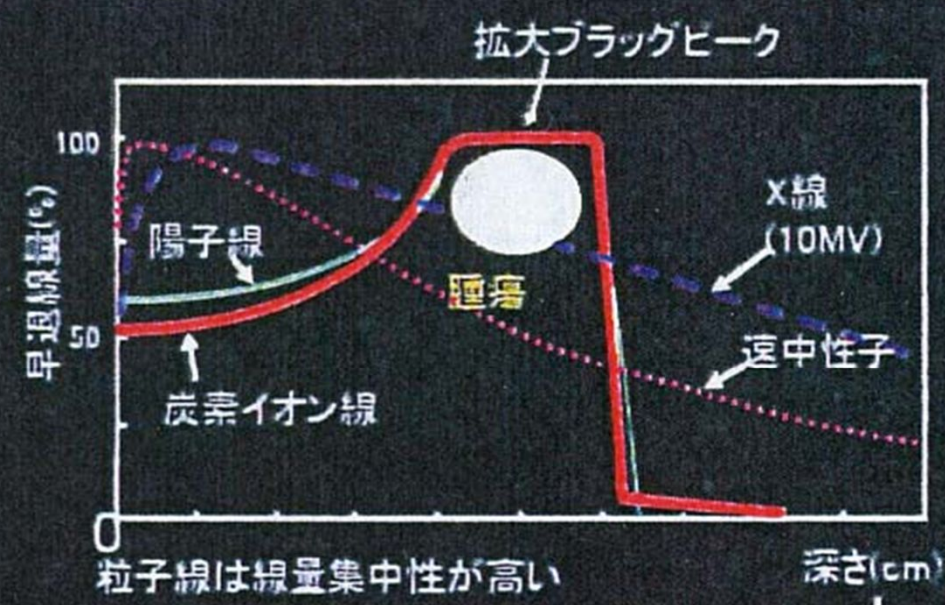 拡大ブラッグピーク
100
X線
(10MV)
陽子線
腫瘍
50
速中性子
炭素イオン線
0
粒子線は線量集中性が高い
深さ(cm)